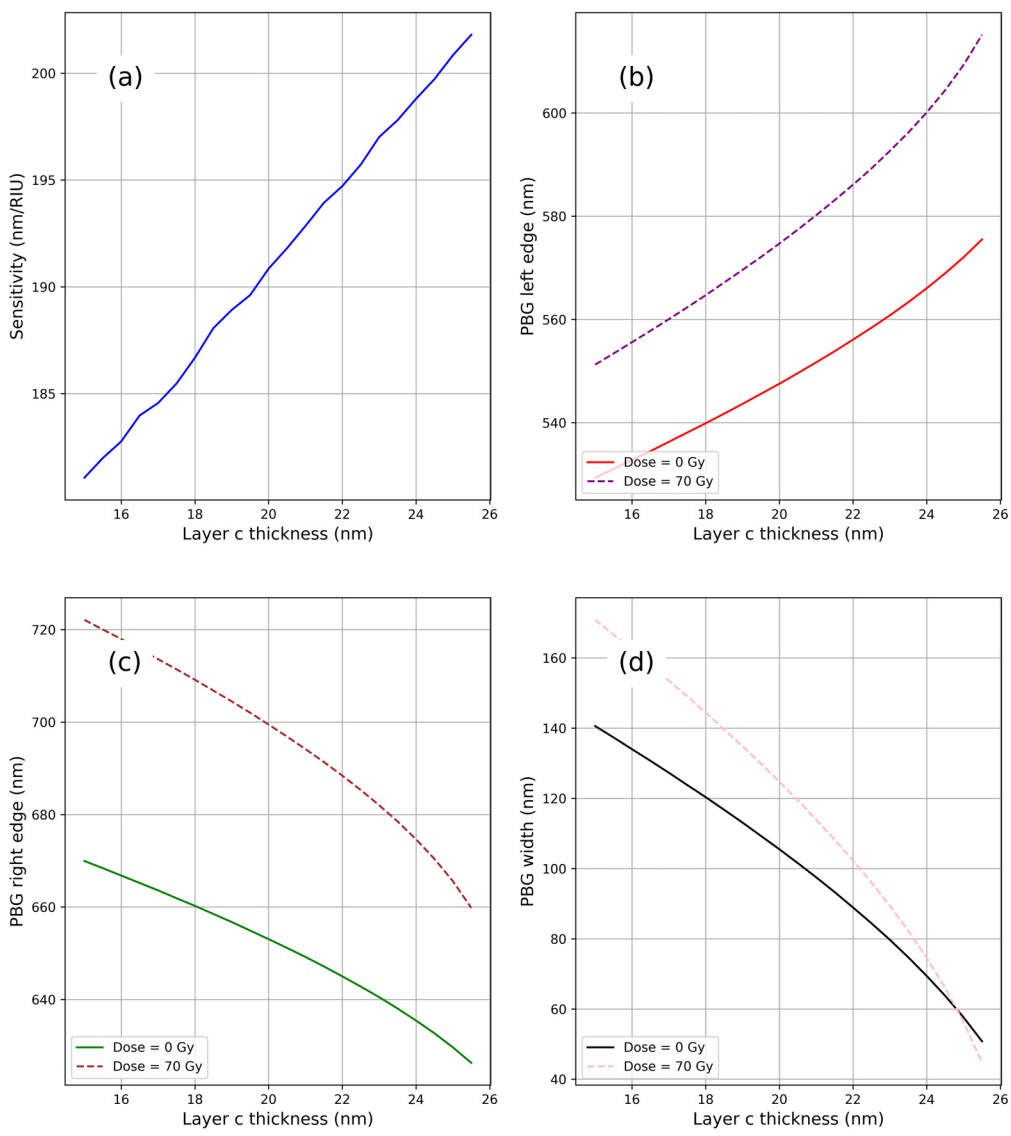 (a)
200
195
190
185
16 18 20 22 24 26
Sensitivity (nm/RIU)
Layer c thickness (nm)
(b)
600
580
560
540
16 18 20 22 24 26
PBG left edge (nm)
Layer c thickness (nm)
Dose = 0 Gy
Dose = 70 Gy
(c)
720
700
680
660
640
16 18 20 22 24 26
PBG right edge (nm)
Layer c thickness (nm)
Dose = 0 Gy
Dose = 70 Gy
(d)
160
140
120
100
80
60
40
16 18 20 22 24 26
PBG width (nm)
Layer c thickness (nm)
Dose = 0 Gy
Dose = 70 Gy